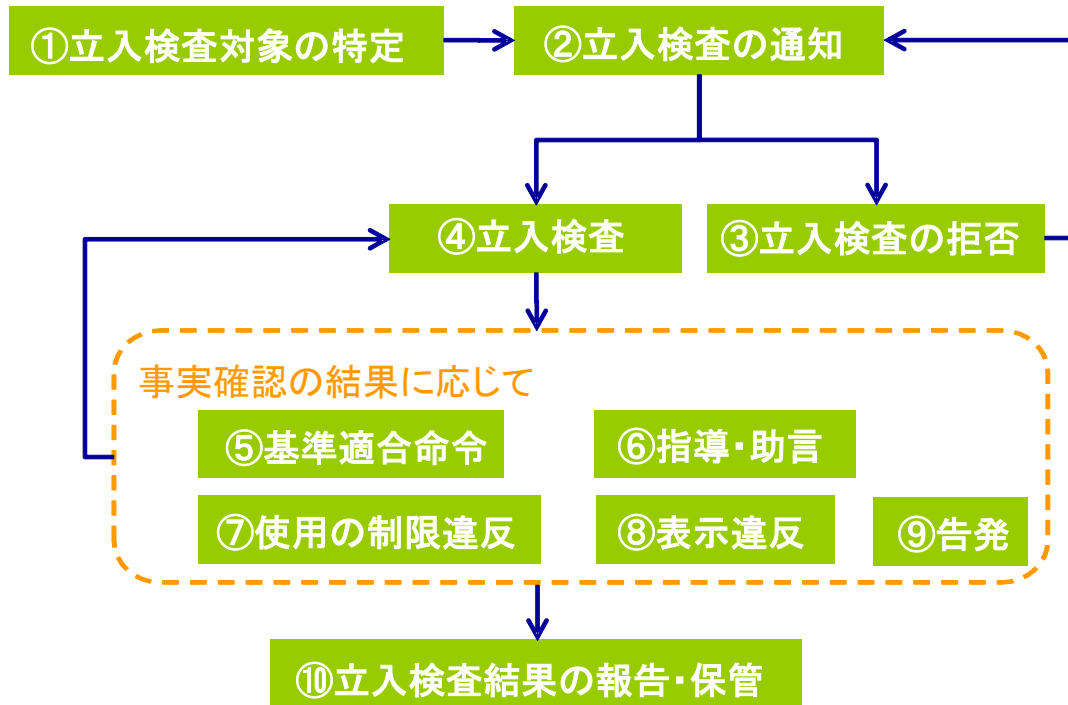 ①立入検査対象の特定
②立入検査の通知
④立入検査
③立入検査の拒否
事実確認の結果に応じて
⑤基準適合命令
⑥指導・助言
⑦使用の制限違反
⑧表示違反
⑨告発
⑩立入検査結果の報告・保管